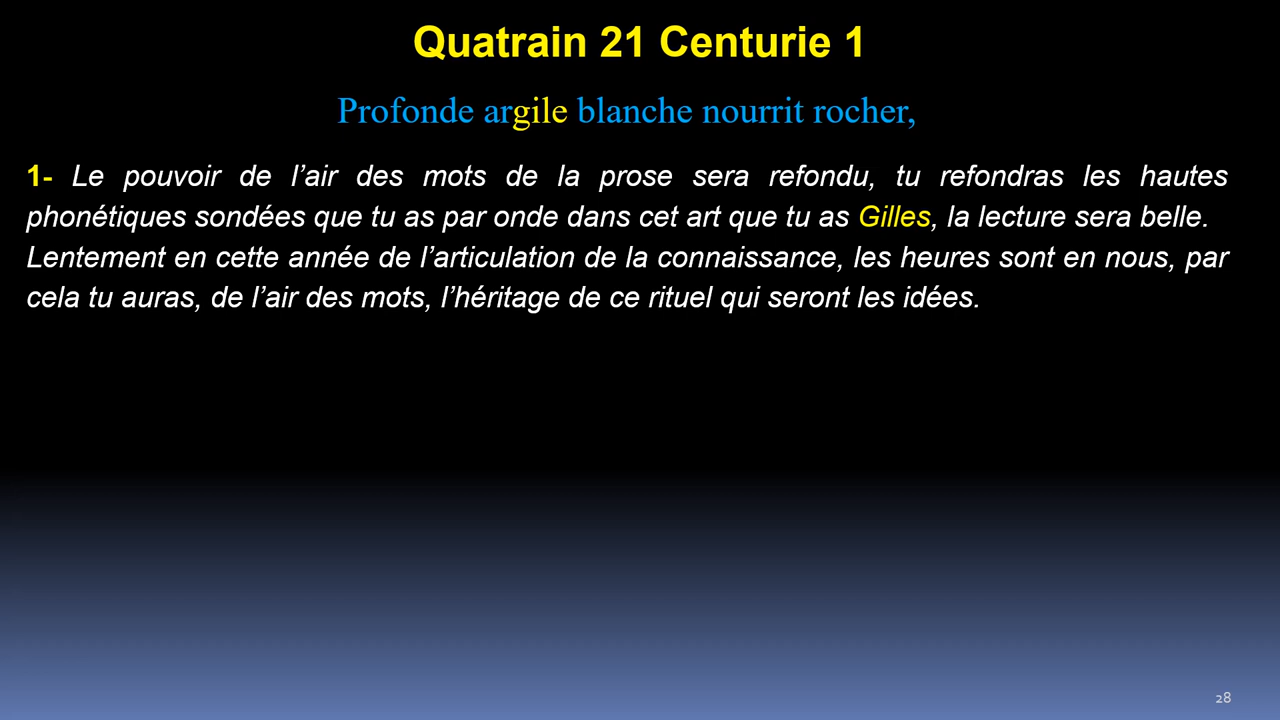 Quatrain 21 Centurie 1
Profonde argile blanche nourrit rocher,
1- Le pouvoir de l’air des mots de la prose sera refondu, tu refondras les hautes
phonétiques sondées que tu as par onde dans cet art que tu as Gilles, la lecture sera belle.
Lentement en cette année de l’articulation de la connaissance, les heures sont en nous, par
cela tu auras, de l’air des mots, l’héritage de ce rituel qui seront les idées.
28